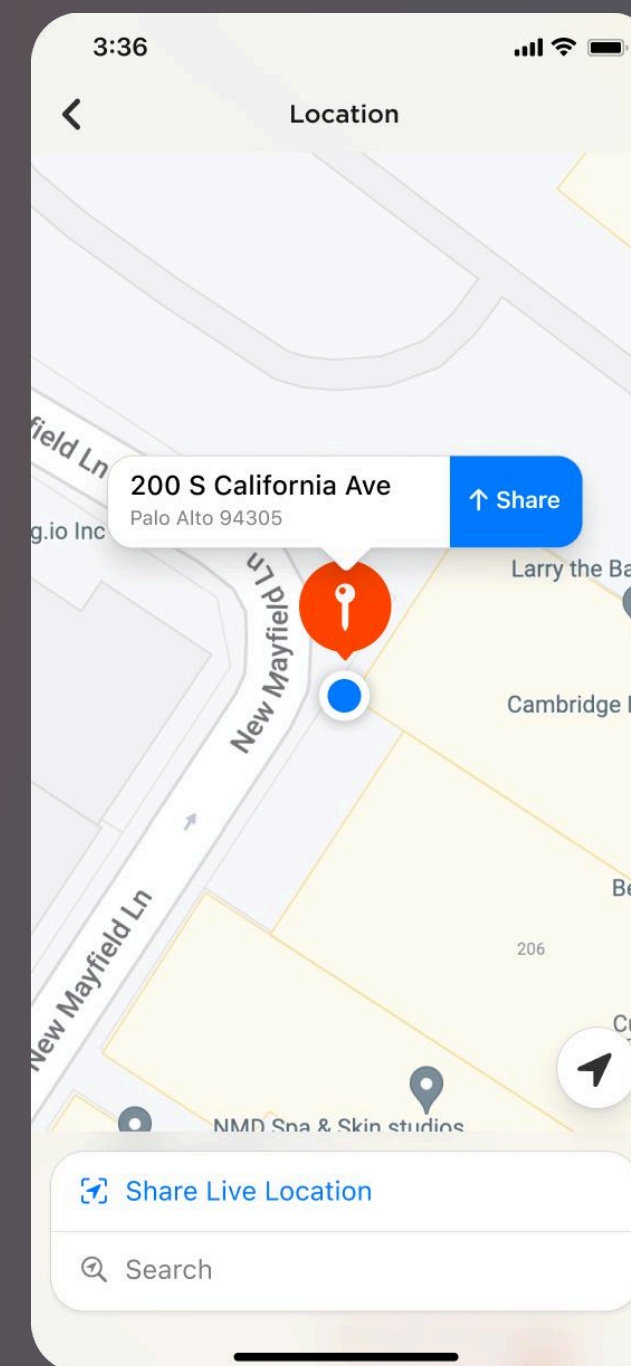 3:36
Location
field Ln
200 S California Ave
Palo Alto 94305
↑ Share
g.io Inc
New Mayfield Ln
Larry the Ba
Cambridge
New Mayfield Ln
Be
206
NMD Spa & Skin studios
Share Live Location
Search